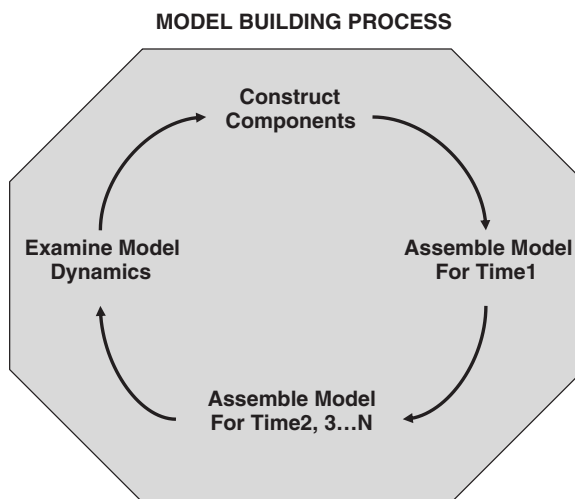 MODEL BUILDING PROCESS
Construct
Components
Assemble Model
For Time1
Assemble Model
For Time2, 3...N
Examine Model
Dynamics